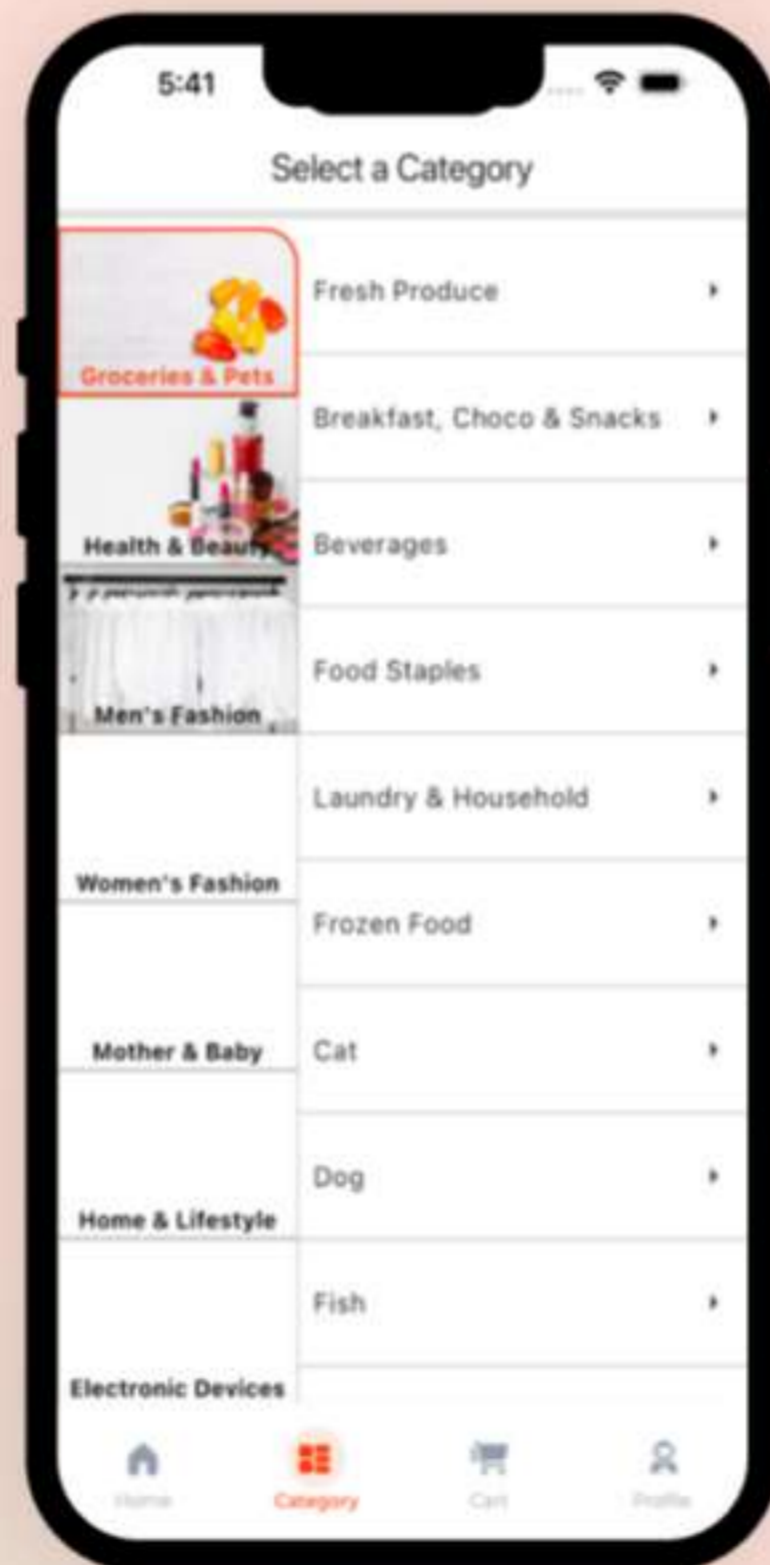 5:41
Select a Category
Groceries & Pets
Health & Beauty
Men's Fashion
Women's Fashion
Mother & Baby
Home & Lifestyle
Electronic Devices
Fresh Produce
Breakfast, Choco & Snacks
Beverages
Food Staples
Laundry & Household
Frozen Food
Cat
Dog
Fish
Home
Category
Cart
Profile